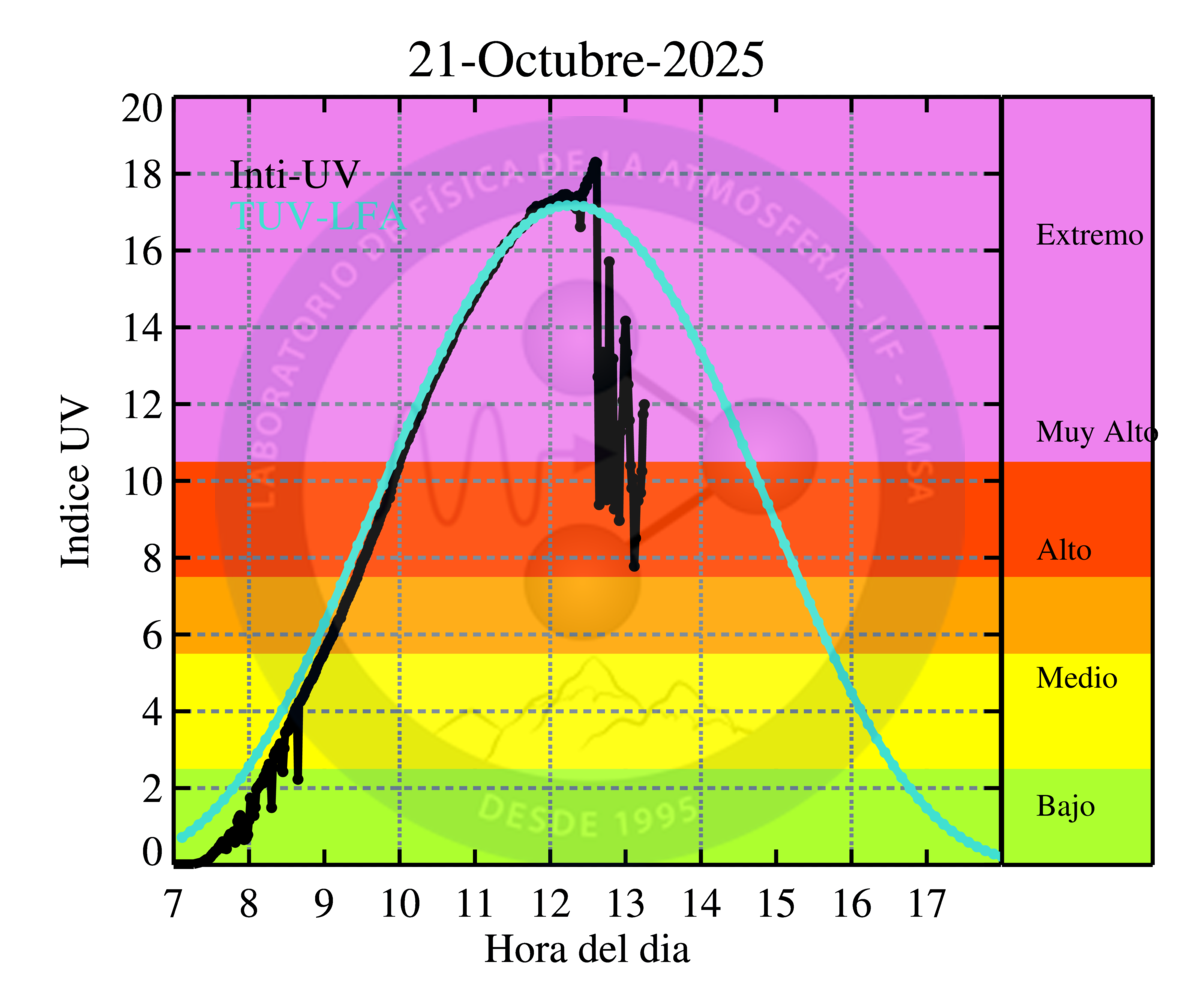 21-Octubre-2025
20
18
16
14
12
10
8
6
4
2
0
Indice UV
Inti-UV
TUV-LFA
LABORATORIO DE FÍSICA DE LA ATMÓSFERA - IIF - UMSA
DESDE 1995
Extremo
Muy Alto
Alto
Medio
Bajo
7 8 9 10 11 12 13 14 15 16 17
Hora del dia